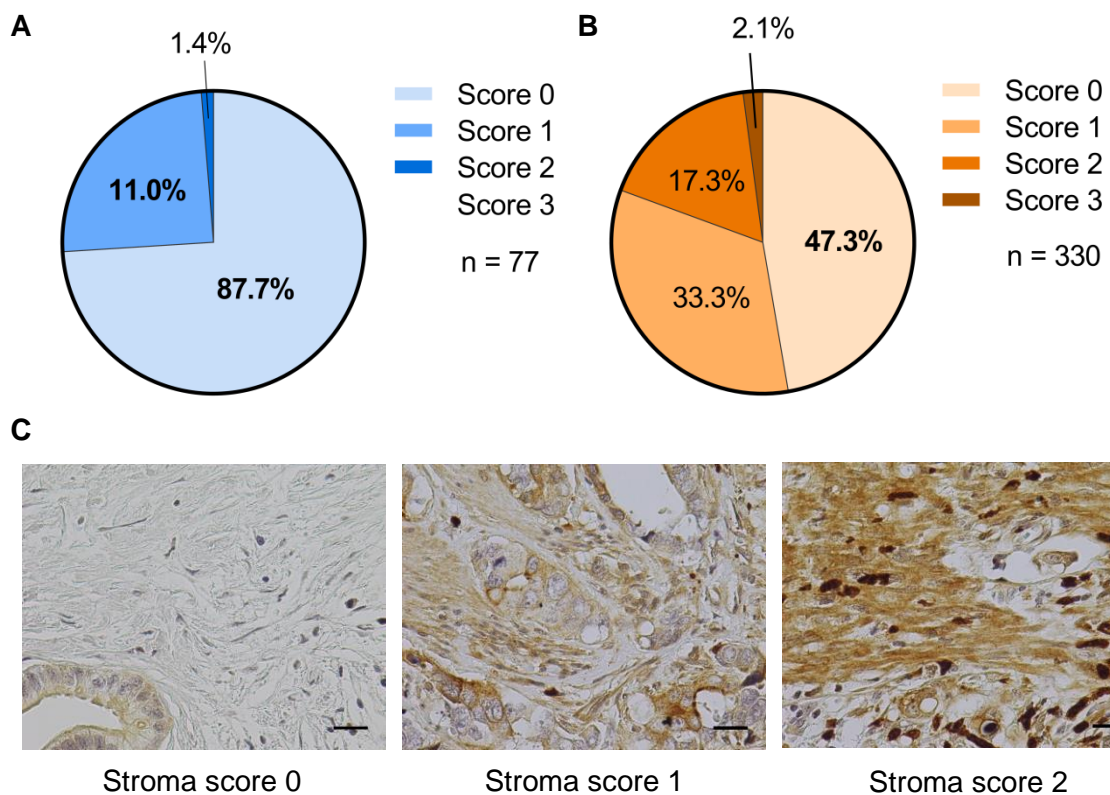 A
1.4%
11.0%
87.7%
Score 0
Score 1
Score 2
Score 3
n = 77
B
2.1%
17.3%
47.3%
33.3%
Score 0
Score 1
Score 2
Score 3
n = 330
C
Stroma score 0
Stroma score 1
Stroma score 2